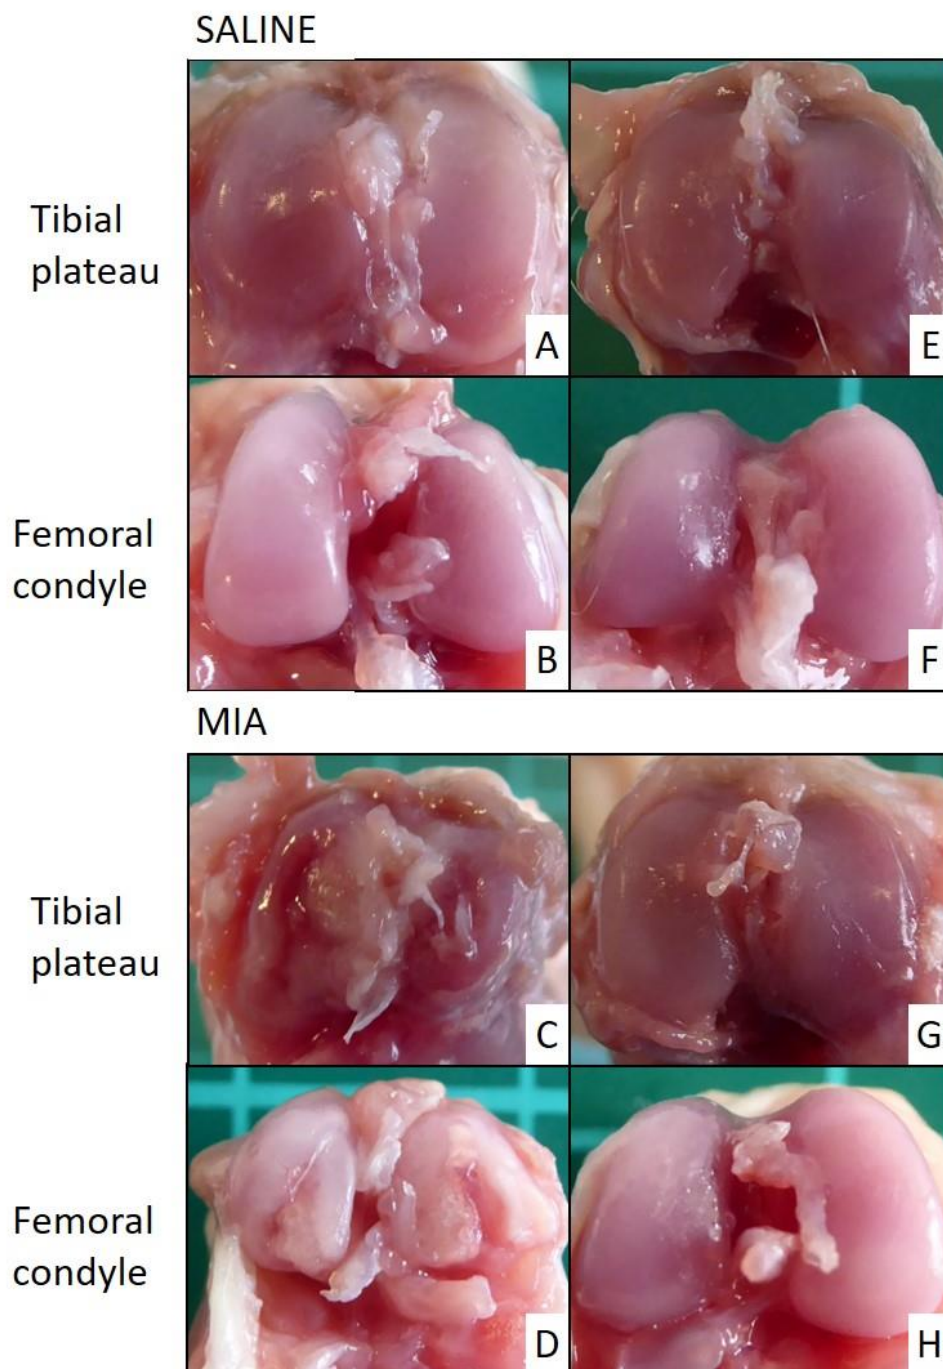 SALINE
Tibial
plateau
A
E
Femoral
condyle
B
F
MIA
Tibial
plateau
C
G
Femoral
condyle
D
H